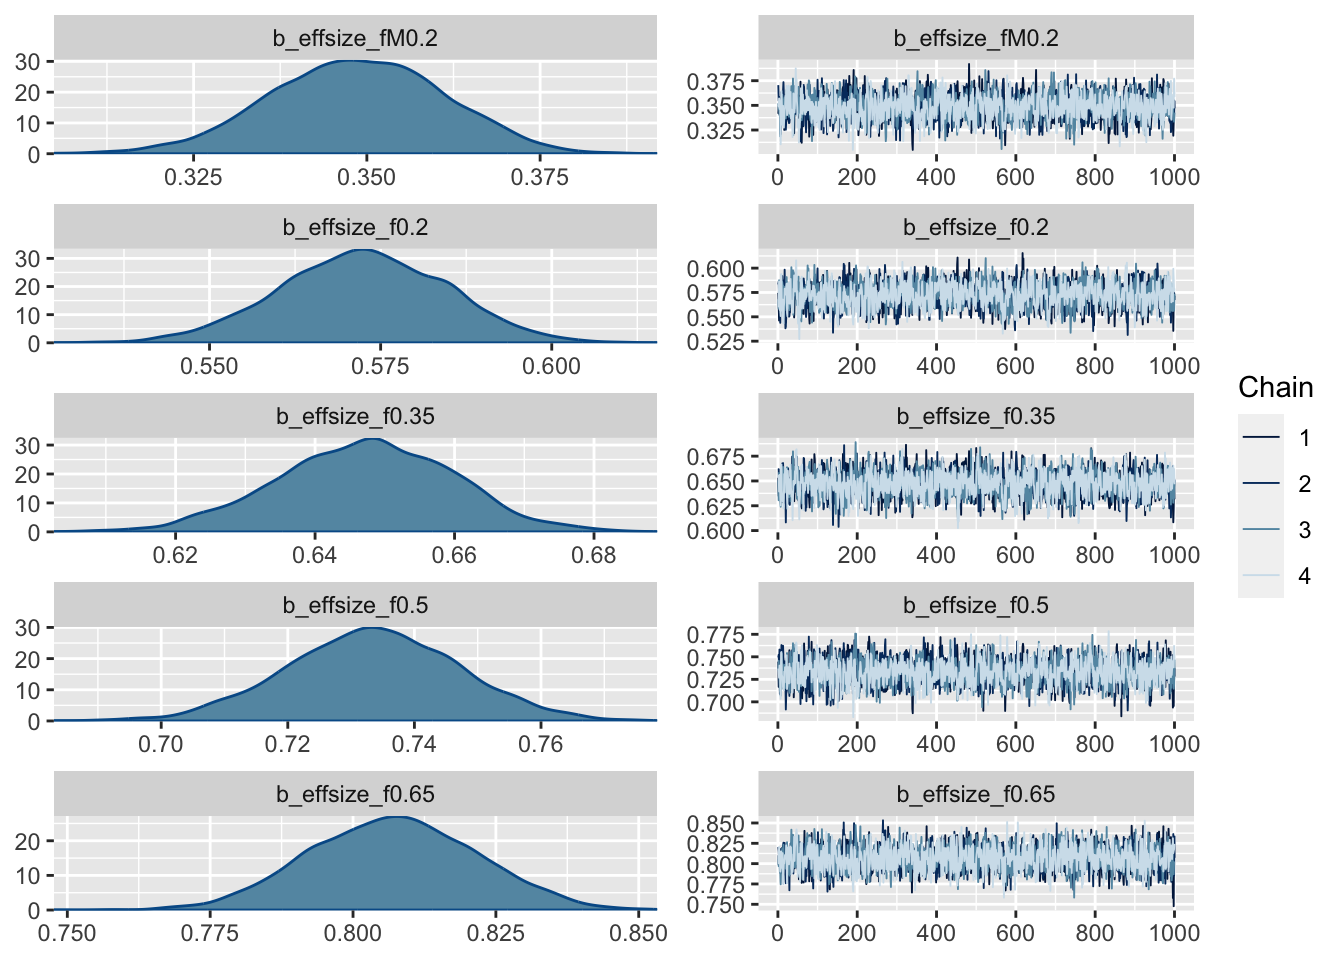 b_effsize_fM0.2
30
20
10
0
0.325 0.350 0.375
b_effsize_fM0.2
0.375
0.350
0.325
0 200 400 600 800 1000
b_effsize_f0.2
30
20
10
0
0.550 0.575 0.600
b_effsize_f0.2
0.600
0.575
0.550
0.525
0 200 400 600 800 1000
b_effsize_f0.35
30
20
10
0
0.62 0.64 0.66 0.68
b_effsize_f0.35
0.675
0.650
0.625
0.600
0 200 400 600 800 1000
b_effsize_f0.5
30
20
10
0
0.70 0.72 0.74 0.76
b_effsize_f0.5
0.775
0.750
0.725
0.700
0 200 400 600 800 1000
b_effsize_f0.65
20
10
0
0.750 0.775 0.800 0.825 0.850
b_effsize_f0.65
0.850
0.825
0.800
0.775
0.750
0 200 400 600 800 1000
Chain
1
2
3
4